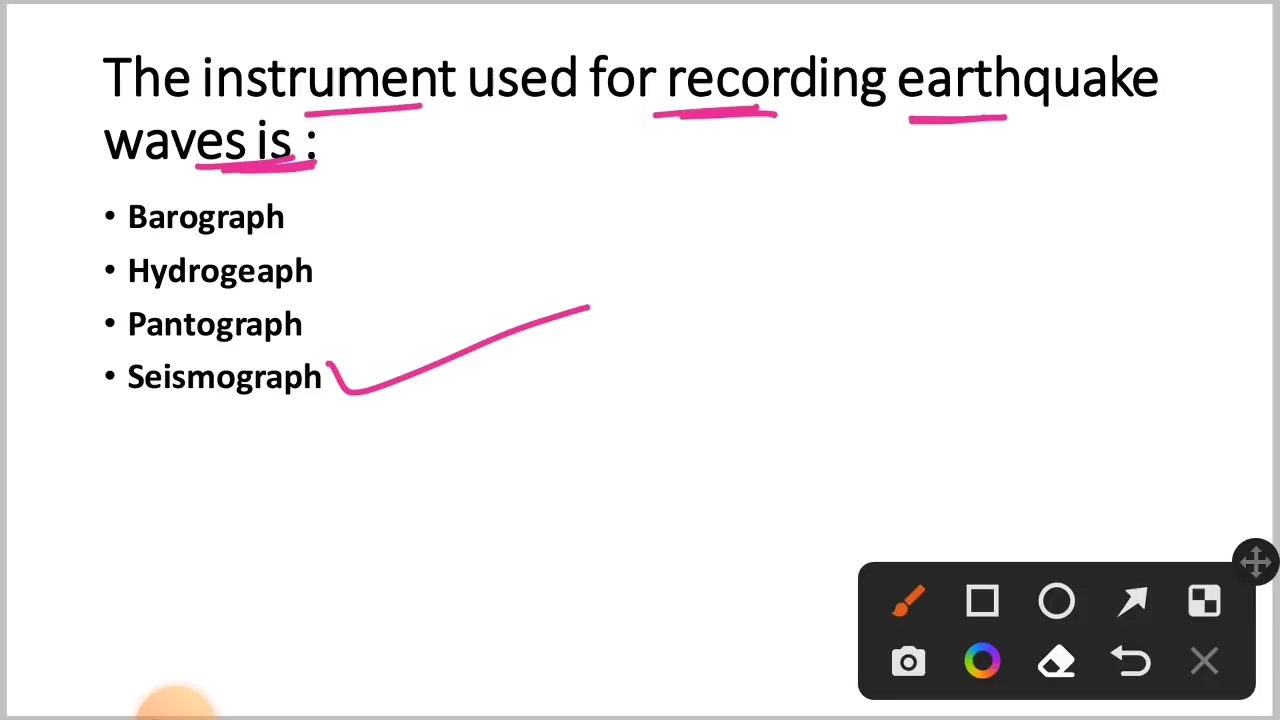 The instrument used for recording earthquake
waves is :
• Barograph
• Hydrogeaph
• Pantograph
• Seismograph